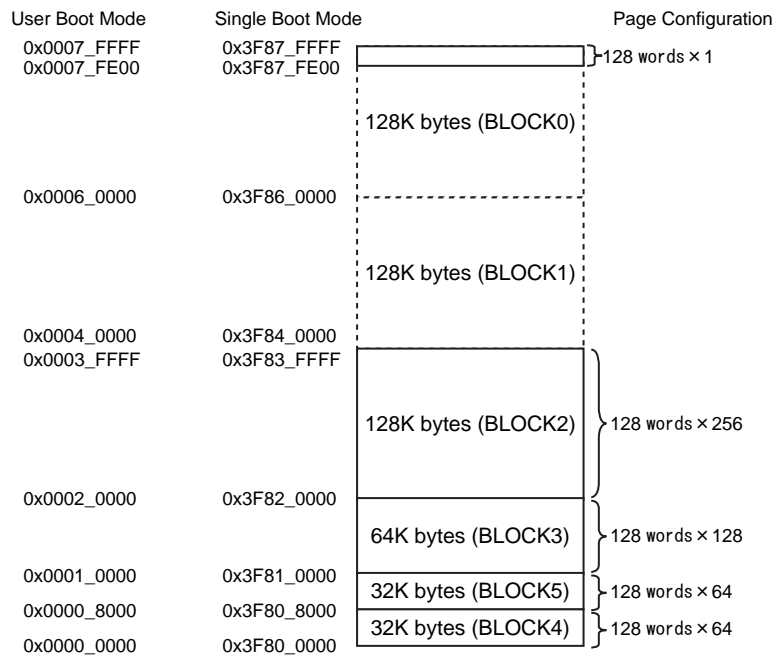 User Boot Mode Single Boot Mode Page Configuration
0x0007_FFFF 0x3F87_FFFF
0x0007_FE00 0x3F87_FE00
128 words×1
128K bytes (BLOCK0)
0x0006_0000 0x3F86_0000
128K bytes (BLOCK1)
0x0004_0000 0x3F84_0000
0x0003_FFFF 0x3F83_FFFF
128K bytes (BLOCK2) 128 words×256
0x0002_0000 0x3F82_0000
64K bytes (BLOCK3) 128 words×128
0x0001_0000 0x3F81_0000
32K bytes (BLOCK5) 128 words×64
0x0000_8000 0x3F80_8000
32K bytes (BLOCK4) 128 words×64
0x0000_0000 0x3F80_0000